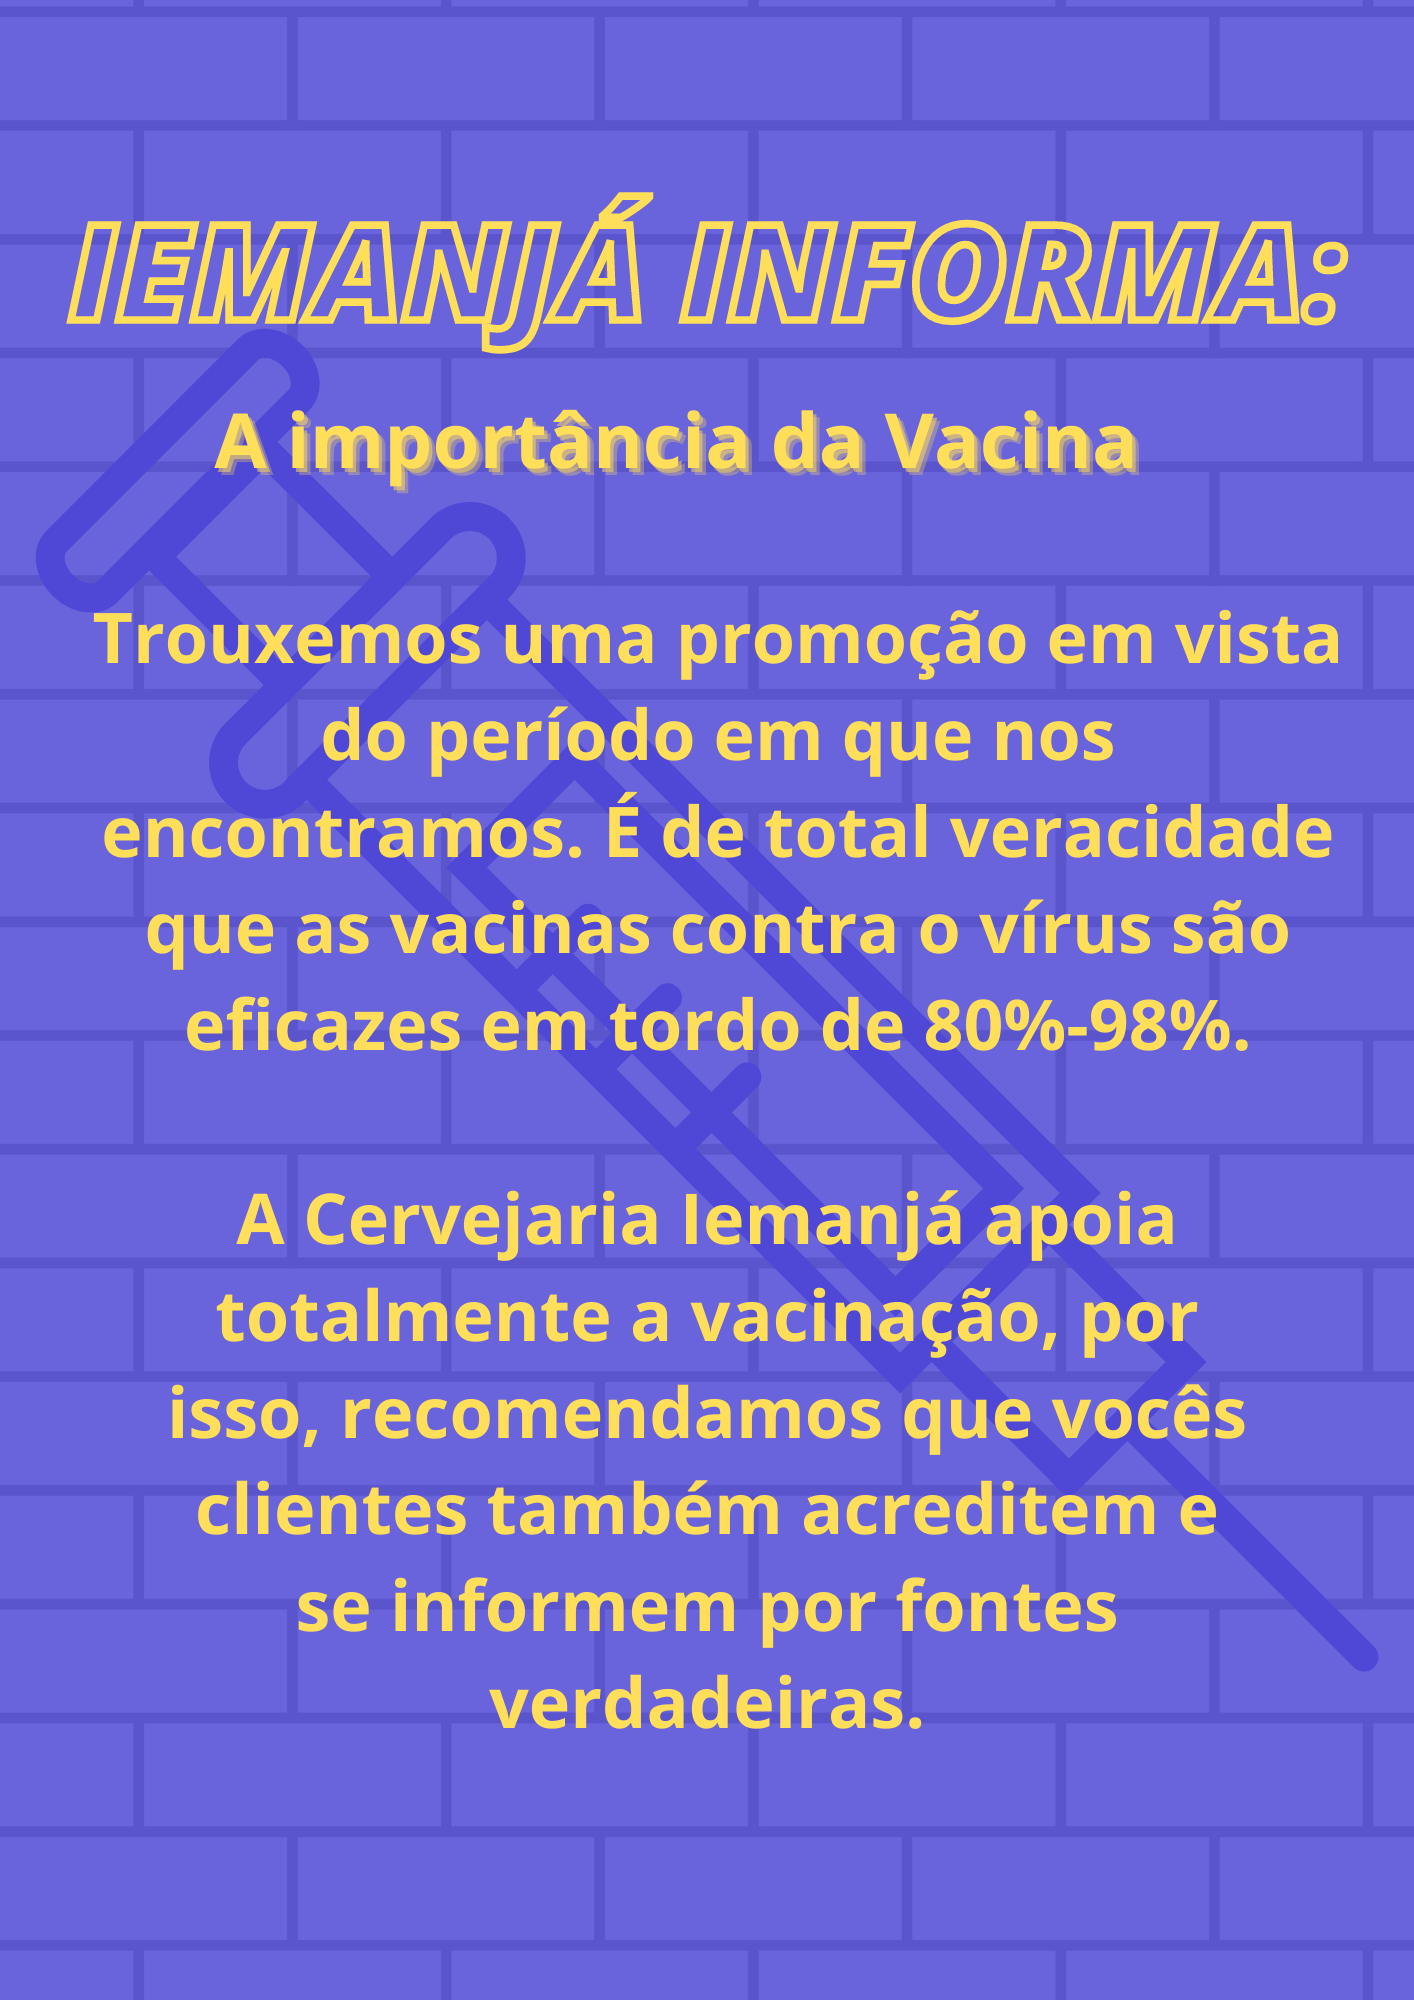 IEMANJÁ INFORMA:
A importância da Vacina
Trouxemos uma promoção em vista
do período em que nos
encontramos. É de total veracidade
que as vacinas contra o vírus são
eficazes em tordo de 80%-98%.
A Cervejaria Iemanjá apoia
totalmente a vacinação, por
isso, recomendamos que vocês
clientes também acreditem e
se informem por fontes
verdadeiras.